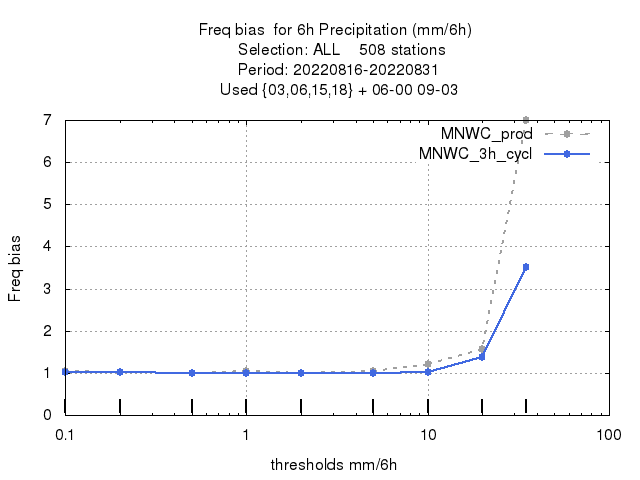 Freq bias  for 6h Precipitation (mm/6h)
Selection: ALL    508 stations
Period: 20220816-20220831
Used {03,06,15,18} + 06-00 09-03
7
6
5
4
3
2
1
0
Freq bias
MNWC_prod
MNWC_3h_cycl
0.1
1
10
100
thresholds mm/6h